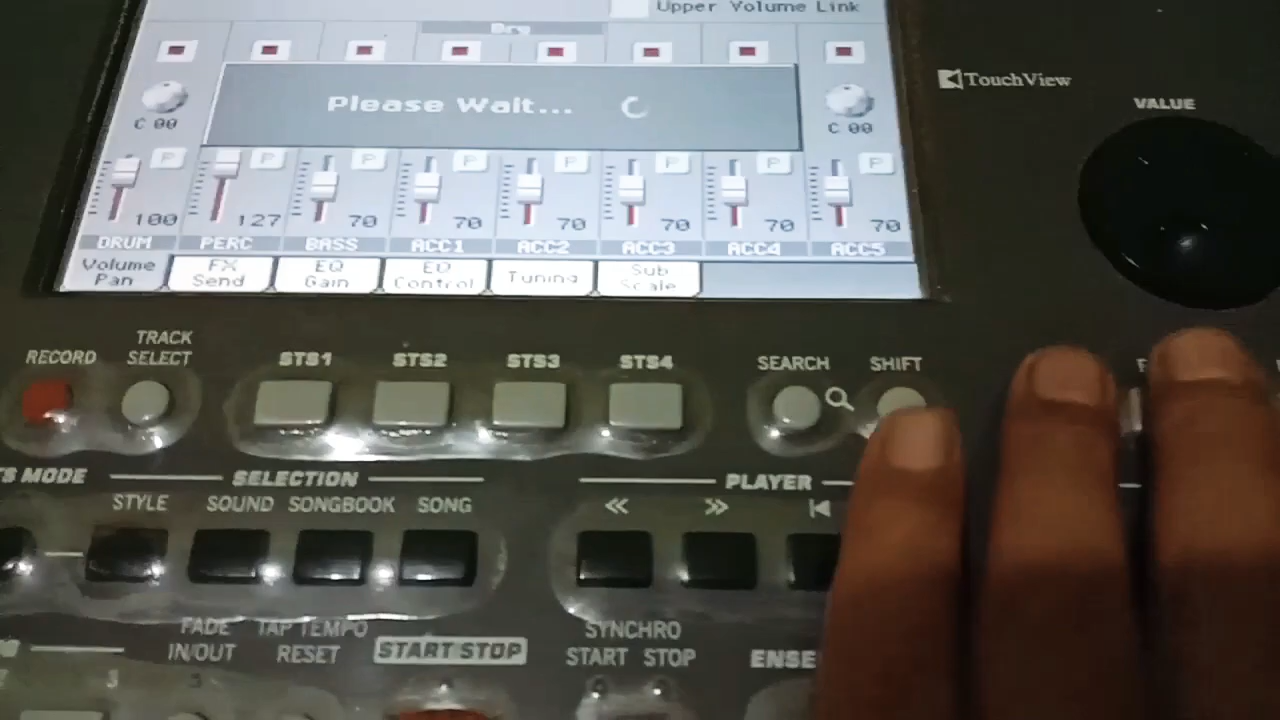 Upper Volume Link
TouchView
VALUE
Please Wait...
C 00
C 00
P P P P P P P P
100 127 70 70 70 70 70 70
DRUM PERC BASS ACC1 ACC2 ACC3 ACC4 ACC5
Volume Pan
FX Send
EQ Gain
EQ Control
Tuning
Sub Scale
RECORD
TRACK SELECT
STS1 STS2 STS3 STS4
SEARCH
SHIFT
MODE
SELECTION
PLAYER
STYLE SOUND SONGBOOK SONG
FADE IN/OUT
TAP TEMPO RESET
START STOP
SYNCHRO
START STOP